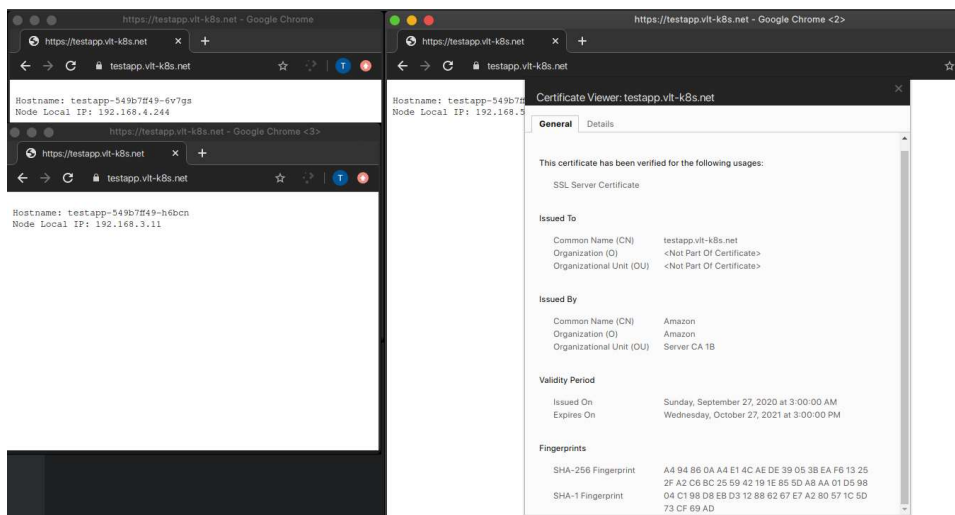 https://testapp.vlt-k8s.net - Google Chrome
https://testapp.vlt-k8s.net × +
testapp.vlt-k8s.net
T
Hostname: testapp-549b7ff49-6v7gs
Node Local IP: 192.168.4.244
https://testapp.vlt-k8s.net - Google Chrome <3>
https://testapp.vlt-k8s.net × +
testapp.vlt-k8s.net
T
Hostname: testapp-549b7ff49-h6bcn
Node Local IP: 192.168.3.11
https://testapp.vlt-k8s.net - Google Chrome <2>
https://testapp.vlt-k8s.net × +
testapp.vlt-k8s.net
Hostname: testapp-549b7ff
Node Local IP: 192.168.5
Certificate Viewer: testapp.vlt-k8s.net ×
General Details
This certificate has been verified for the following usages:
SSL Server Certificate
Issued To
Common Name (CN) testapp.vlt-k8s.net
Organization (O) <Not Part Of Certificate>
Organizational Unit (OU) <Not Part Of Certificate>
Issued By
Common Name (CN) Amazon
Organization (O) Amazon
Organizational Unit (OU) Server CA 1B
Validity Period
Issued On Sunday, September 27, 2020 at 3:00:00 AM
Expires On Wednesday, October 27, 2021 at 3:00:00 PM
Fingerprints
SHA-256 Fingerprint A4 94 86 0A A4 E1 4C AE DE 39 05 3B EA F6 13 25
2F A2 C6 BC 25 59 42 19 1E 85 5D A8 AA 01 D5 98
SHA-1 Fingerprint 04 C1 98 D8 EB D3 12 88 62 67 E7 A2 80 57 1C 5D
73 CF 69 AD